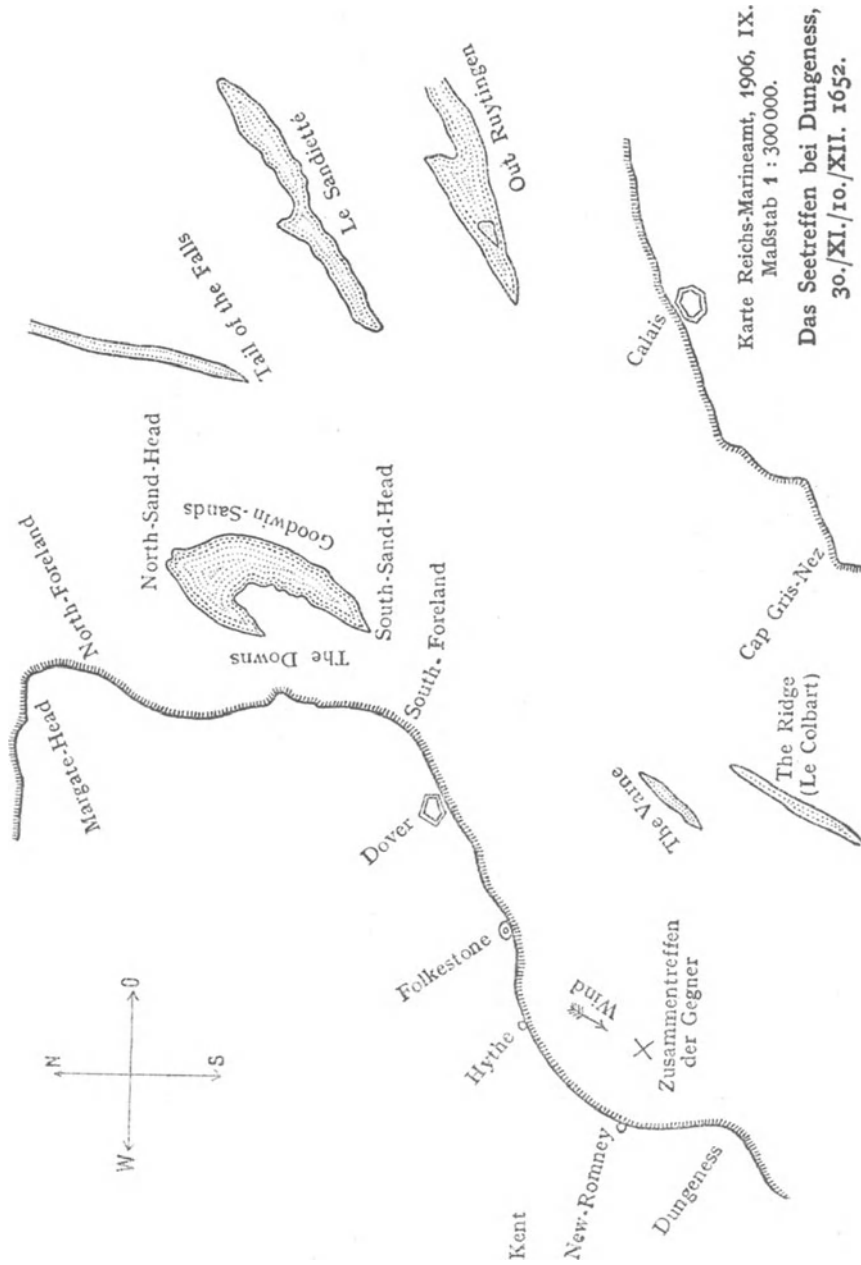 N
W
O
S
Margate-Head
North-Foreland
North-Sand-Head
Goodwin-Sands
The Downs
South-Sand-Head
South-Foreland
Tail of the Falls
Le Sandietté
Out Ruytingen
Dover
Folkestone
Hythe
Wind
Zusammentreffen
der Gegner
Kent
New-Romney
Dungeness
The Varne
The Ridge
(Le Colbart)
Cap Gris-Nez
Calais
Karte Reichs-Marineamt, 1906, IX.
Maßstab 1 : 300 000.
Das Seetreffen bei Dungeness,
30./XI./10./XII. 1652.